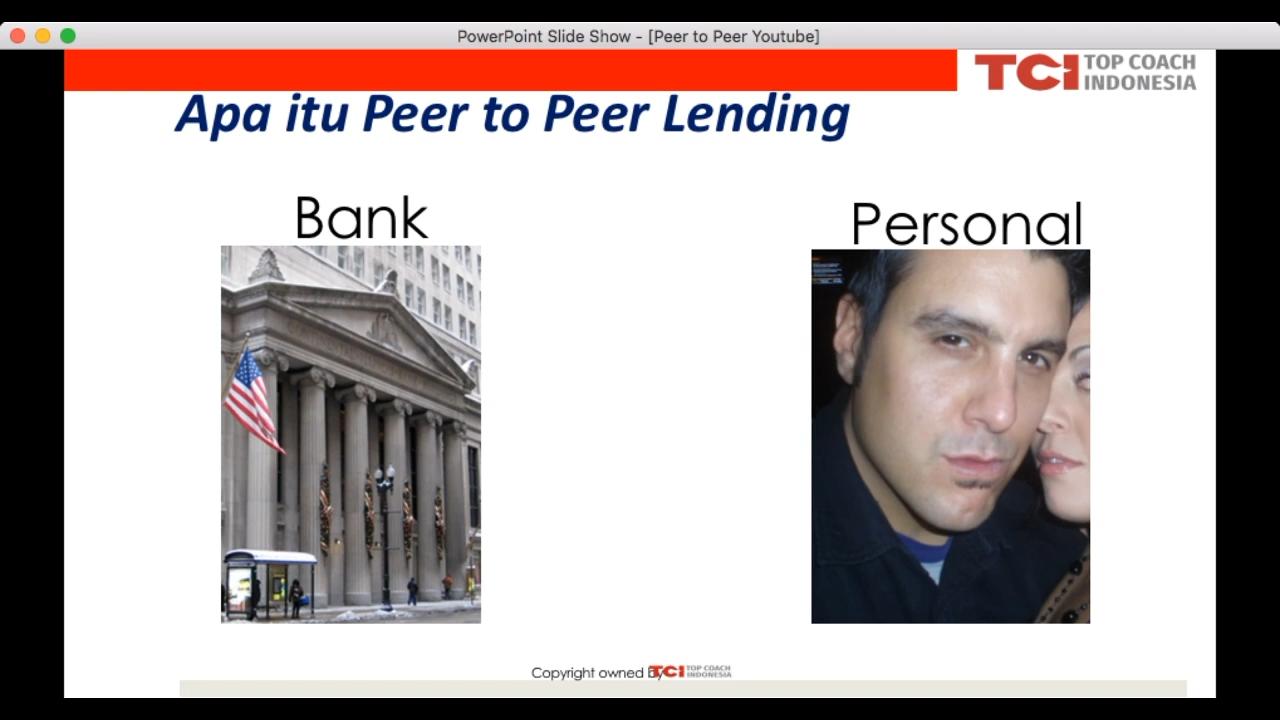 PowerPoint Slide Show - [Peer to Peer Youtube]
TCI TOP COACH
INDONESIA
Apa itu Peer to Peer Lending
Bank
Personal
Copyright owned by TCI TOP COACH
INDONESIA